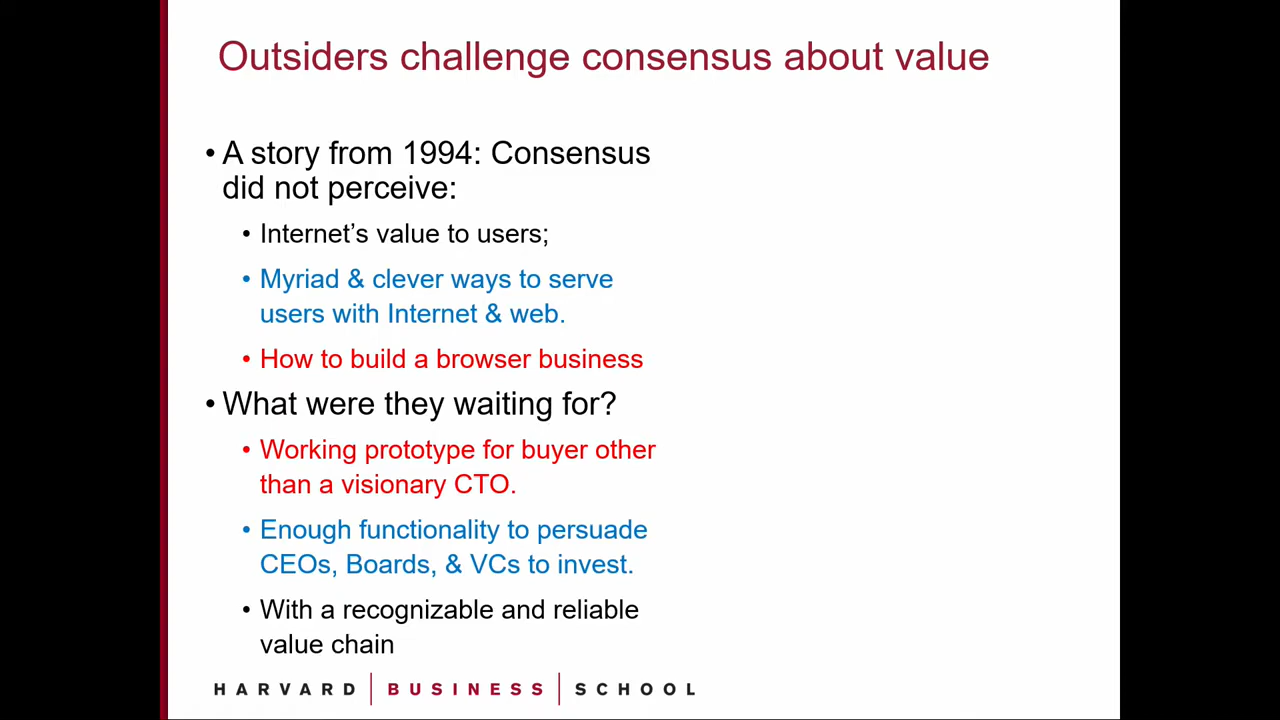 Outsiders challenge consensus about value
• A story from 1994: Consensus
did not perceive:
• Internet’s value to users;
• Myriad & clever ways to serve
users with Internet & web.
• How to build a browser business
• What were they waiting for?
• Working prototype for buyer other
than a visionary CTO.
• Enough functionality to persuade
CEOs, Boards, & VCs to invest.
• With a recognizable and reliable
value chain
HARVARD | BUSINESS | SCHOOL